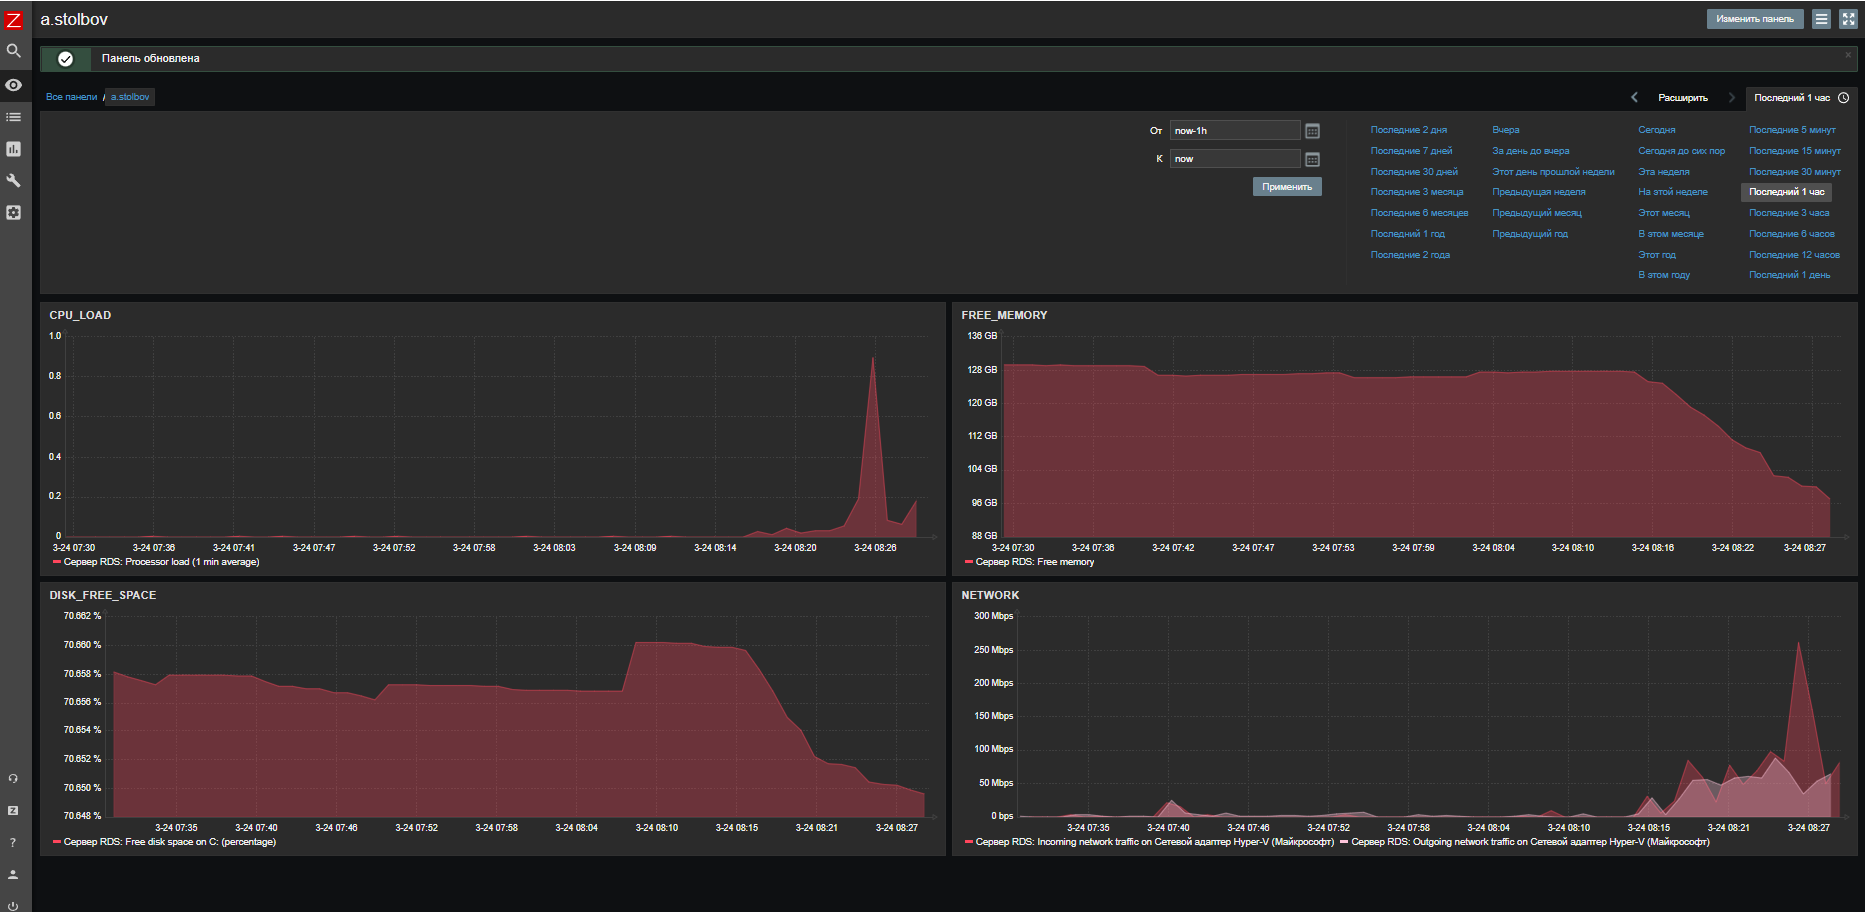 Z
a.stolbov
Изменить панель
Панель обновлена
Все панели / a.stolbov
Расширить
Последний 1 час
От now-1h
К now
Применить
Последние 2 дня Вчера Сегодня Последние 5 минут
Последние 7 дней За день до вчера Сегодня до сих пор Последние 15 минут
Последние 30 дней Этот день прошлой недели Эта неделя Последние 30 минут
Последние 3 месяца Предыдущая неделя На этой неделе Последний 1 час
Последние 6 месяцев Предыдущий месяц Этот месяц Последние 3 часа
Последний 1 год Предыдущий год В этом месяце Последние 6 часов
Последние 2 года Этот год Последние 12 часов
В этом году Последний 1 день
CPU_LOAD
1.0
0.8
0.6
0.4
0.2
0
3-24 07:30 3-24 07:36 3-24 07:41 3-24 07:47 3-24 07:52 3-24 07:58 3-24 08:03 3-24 08:09 3-24 08:14 3-24 08:20 3-24 08:26
Сервер RDS: Processor load (1 min average)
FREE_MEMORY
136 GB
128 GB
120 GB
112 GB
104 GB
96 GB
88 GB
3-24 07:30 3-24 07:36 3-24 07:42 3-24 07:47 3-24 07:53 3-24 07:59 3-24 08:04 3-24 08:10 3-24 08:16 3-24 08:22 3-24 08:27
Сервер RDS: Free memory
DISK_FREE_SPACE
70.662 %
70.660 %
70.658 %
70.656 %
70.654 %
70.652 %
70.650 %
70.648 %
3-24 07:35 3-24 07:40 3-24 07:46 3-24 07:52 3-24 07:58 3-24 08:04 3-24 08:10 3-24 08:15 3-24 08:21 3-24 08:27
Сервер RDS: Free disk space on C: (percentage)
NETWORK
300 Mbps
250 Mbps
200 Mbps
150 Mbps
100 Mbps
50 Mbps
0 bps
3-24 07:35 3-24 07:40 3-24 07:46 3-24 07:52 3-24 07:58 3-24 08:04 3-24 08:10 3-24 08:15 3-24 08:21 3-24 08:27
Сервер RDS: Incoming network traffic on Сетевой адаптер Hyper-V (Майкрософт) Сервер RDS: Outgoing network traffic on Сетевой адаптер Hyper-V (Майкрософт)
Z
?